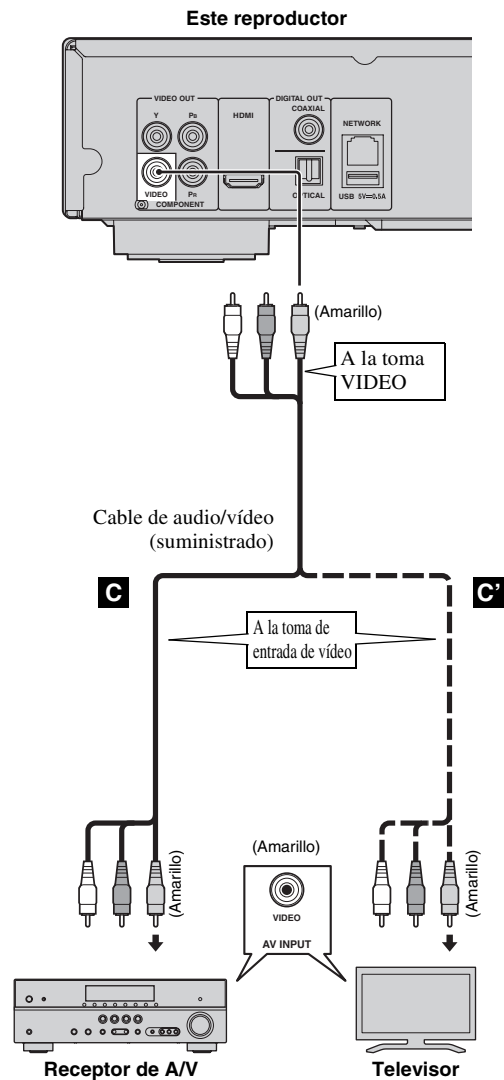 Este reproductor
VIDEO OUT
Y
PB
HDMI
DIGITAL OUT
COAXIAL
NETWORK
VIDEO
PR
COMPONENT
OPTICAL
USB 5V⎓0.5A
(Amarillo)
A la toma
VIDEO
Cable de audio/vídeo
(suministrado)
C
C'
A la toma de
entrada de vídeo
(Amarillo)
(Amarillo)
(Amarillo)
VIDEO
AV INPUT
Receptor de A/V
Televisor